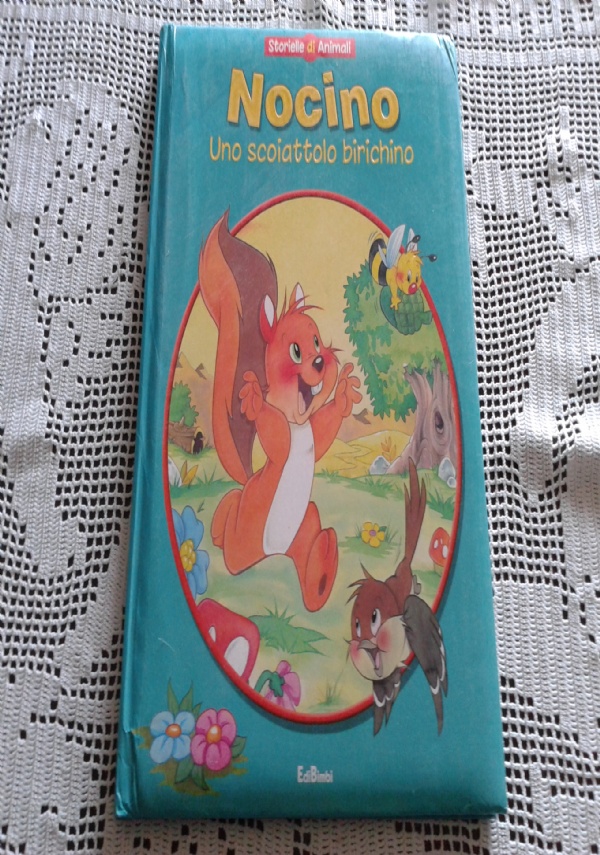 Storielle di Animali
Nocino
Uno scoiattolo birichino
EdiBimbi